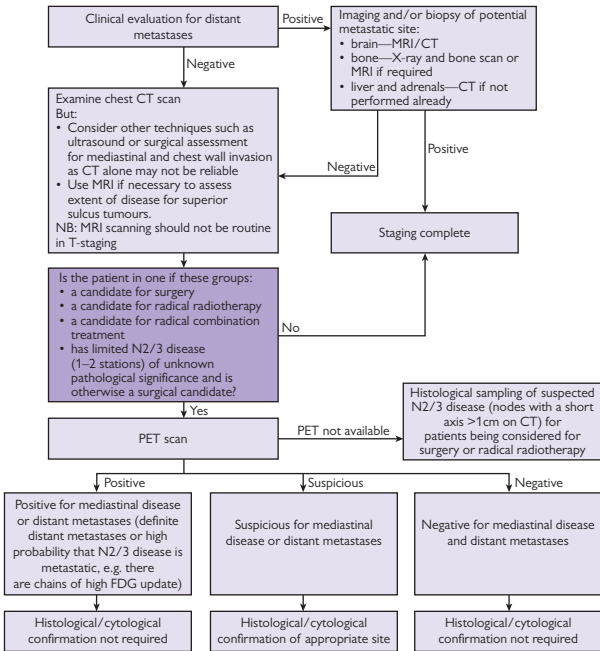 Clinical evaluation for distant
metastases
Positive
Imaging and/or biopsy of potential
metastatic site:
• brain—MRI/CT
• bone—X-ray and bone scan or
MRI if required
• liver and adrenals—CT if not
performed already
Negative
Examine chest CT scan
But:
• Consider other techniques such as
ultrasound or surgical assessment
for mediastinal and chest wall invasion
as CT alone may not be reliable
• Use MRI if necessary to assess
extent of disease for superior
sulcus tumours.
NB: MRI scanning should not be routine
in T-staging
Negative
Positive
Staging complete
Is the patient in one if these groups:
• a candidate for surgery
• a candidate for radical radiotherapy
• a candidate for radical combination
treatment
• has limited N2/3 disease
(1–2 stations) of unknown
pathological significance and is
otherwise a surgical candidate?
No
Yes
PET scan
PET not available
Histological sampling of suspected
N2/3 disease (nodes with a short
axis >1cm on CT) for
patients being considered for
surgery or radical radiotherapy
Positive
Suspicious
Negative
Positive for mediastinal disease
or distant metastases (definite
distant metastases or high
probability that N2/3 disease is
metastatic, e.g. there
are chains of high FDG update)
Suspicious for mediastinal
disease or distant metastases
Negative for mediastinal disease
and distant metastases
Histological/cytological
confirmation not required
Histological/cytological
confirmation of appropriate site
Histological/cytological
confirmation not required